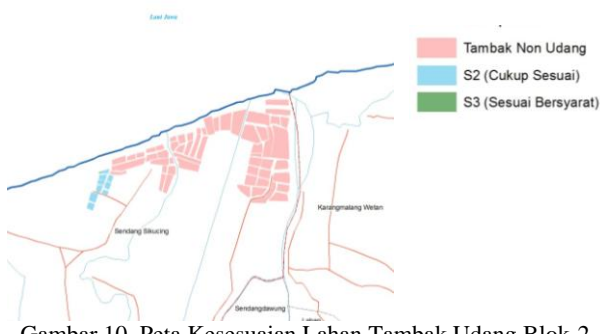 Laut Jawa
Tambak Non Udang
S2 (Cukup Sesuai)
S3 (Sesuai Bersyarat)
Karangmalang Wetan
Sendang Sikucing
Sendangdawung
Gambar 10. Peta Kesesuaian Lahan Tambak Udang Blok-2